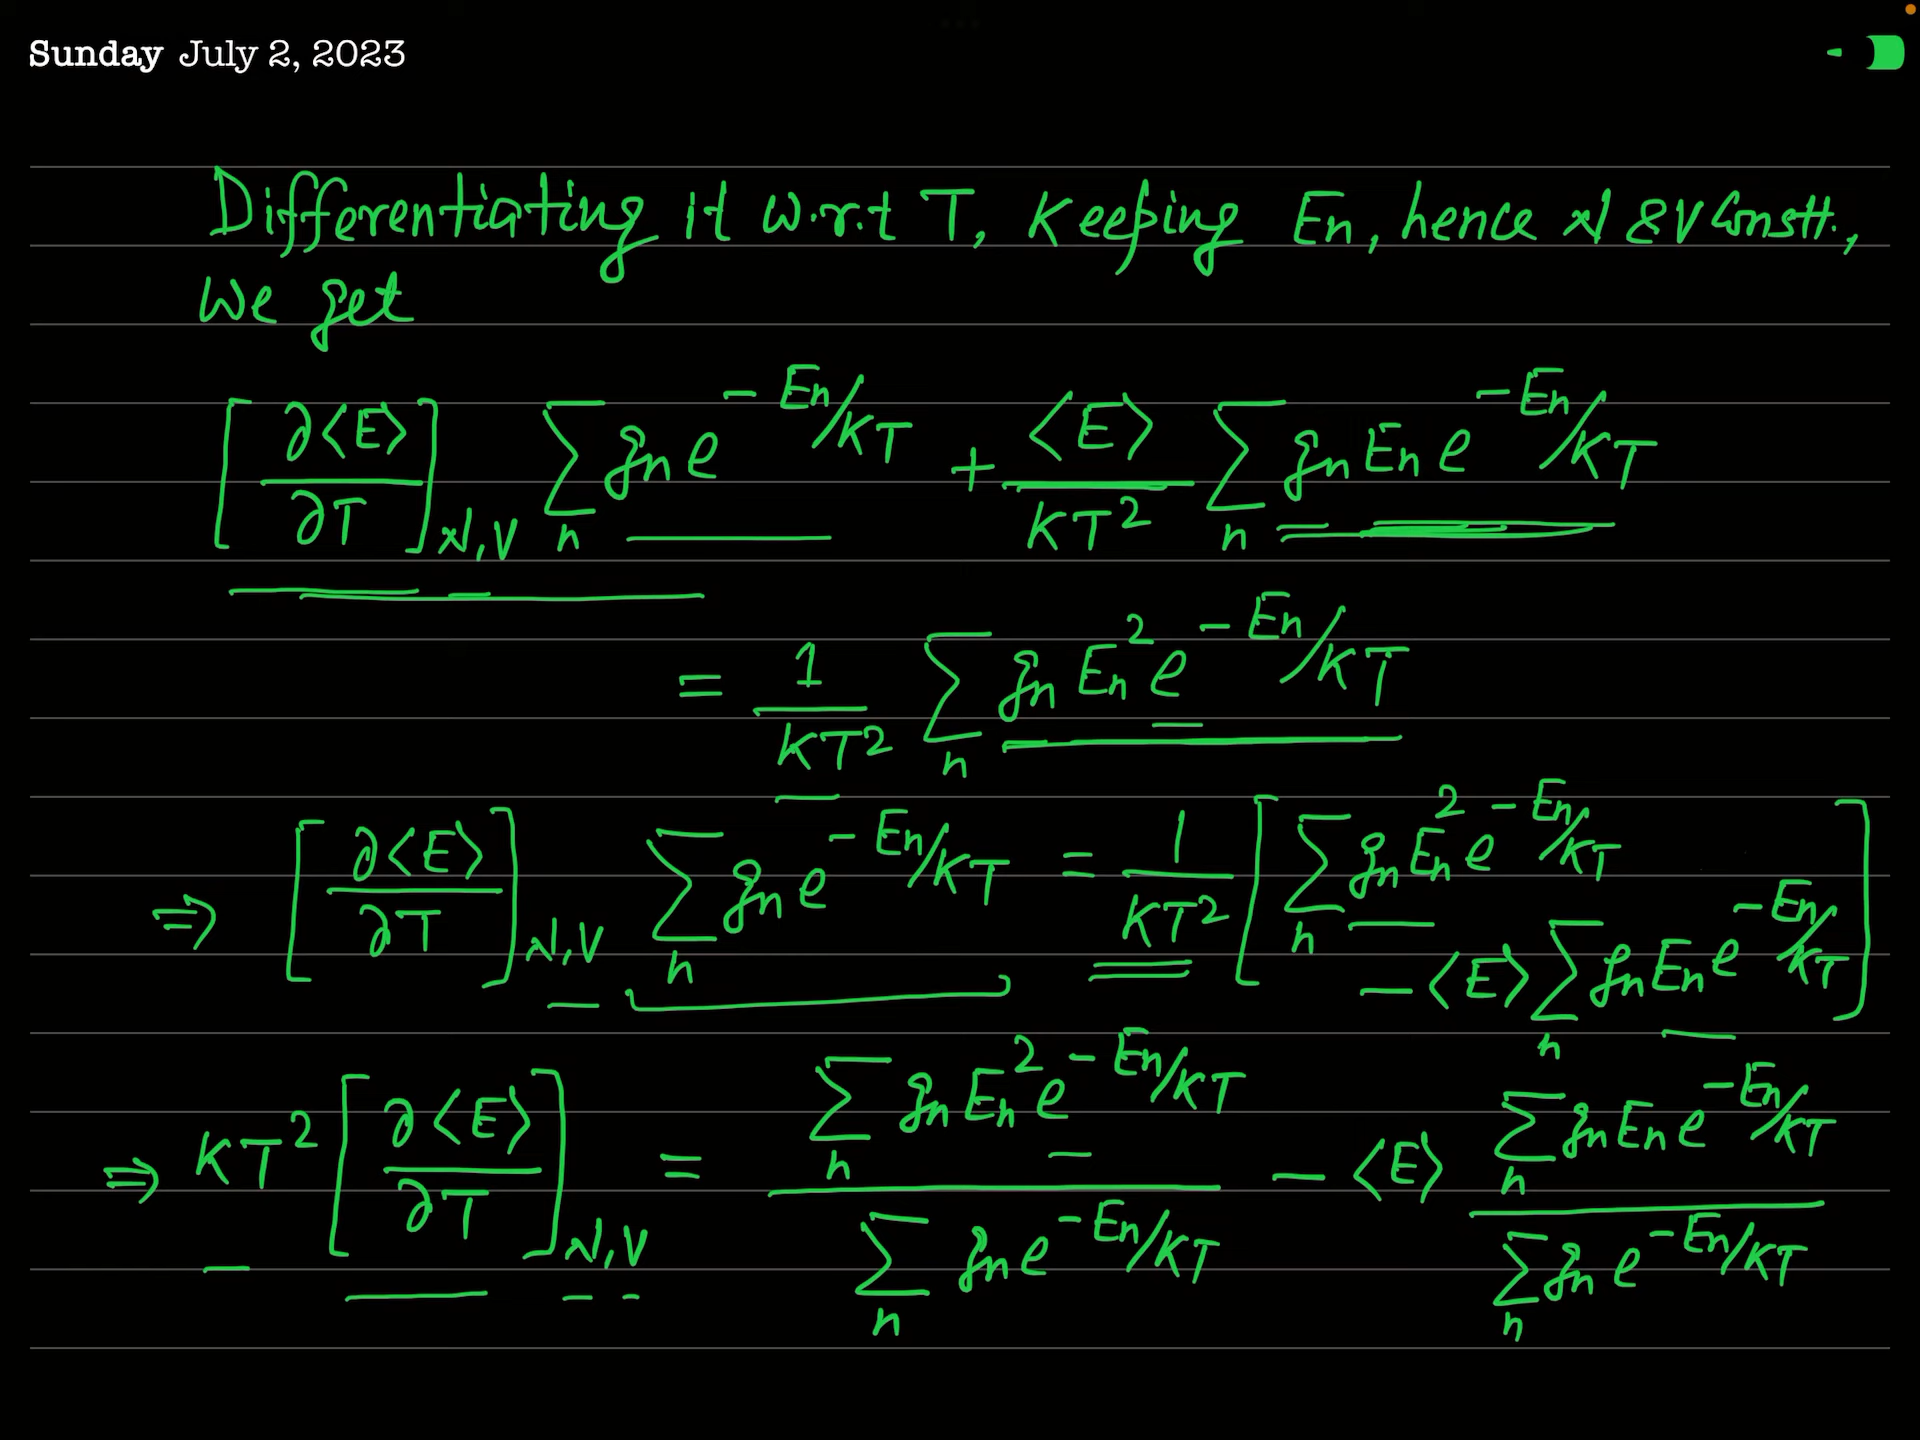 Sunday July 2, 2023
Differentiating it w.r.t T, Keeping En, hence N & V Constt.,
We get
[∂⟨E⟩/∂T]N,V ∑n gn e^(-En/KT) + ⟨E⟩/KT² ∑n gn En e^(-En/KT)
= 1/KT² ∑n gn En² e^(-En/KT)
⇒ [∂⟨E⟩/∂T]N,V ∑n gn e^(-En/KT) = 1/KT² [∑n gn En² e^(-En/KT) - ⟨E⟩ ∑n gn En e^(-En/KT)]
⇒ KT² [∂⟨E⟩/∂T]N,V = ∑n gn En² e^(-En/KT) / ∑n gn e^(-En/KT) - ⟨E⟩ ∑n gn En e^(-En/KT) / ∑n gn e^(-En/KT)